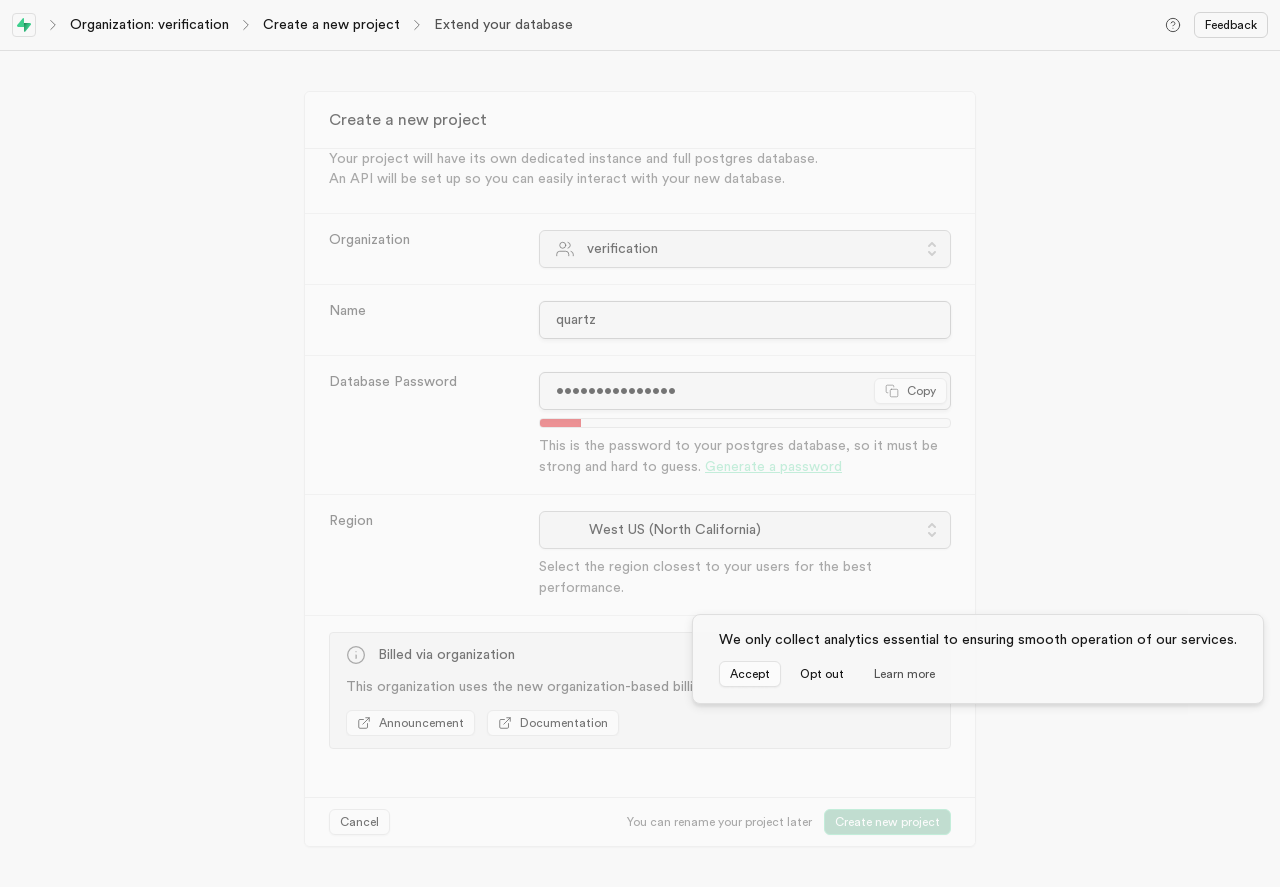 Organization: verification
Create a new project
Extend your database
Feedback
Create a new project
Your project will have its own dedicated instance and full postgres database.
An API will be set up so you can easily interact with your new database.
Organization
verification
Name
quartz
Database Password
•••••••••••••••
Copy
This is the password to your postgres database, so it must be
strong and hard to guess. Generate a password
Region
West US (North California)
Select the region closest to your users for the best
performance.
Billed via organization
This organization uses the new organization-based
We only collect analytics essential to ensuring smooth operation of our services.
Accept
Opt out
Learn more
Announcement
Documentation
Cancel
You can rename your project later
Create new project